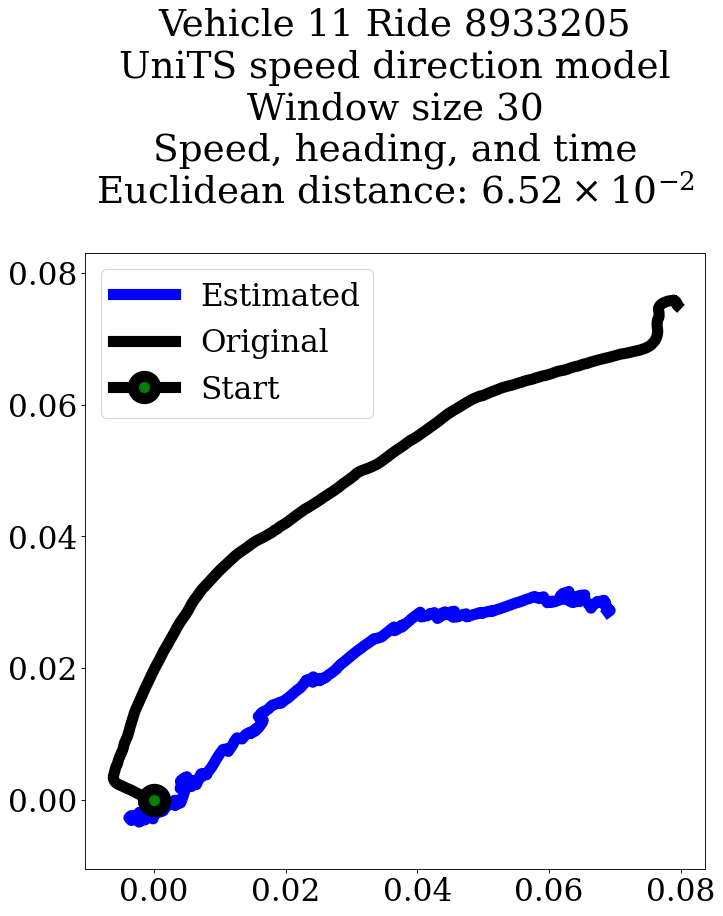 Vehicle 11 Ride 8933205
UniTS speed direction model
Window size 30
Speed, heading, and time
Euclidean distance: 6.52 × 10⁻²
Estimated
Original
Start
0.08
0.06
0.04
0.02
0.00
0.00 0.02 0.04 0.06 0.08